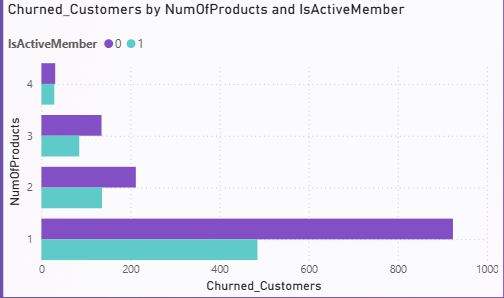 Churned_Customers by NumOfProducts and IsActiveMember
IsActiveMember 0 1
NumOfProducts
4
3
2
1
0 200 400 600 800 1000
Churned_Customers